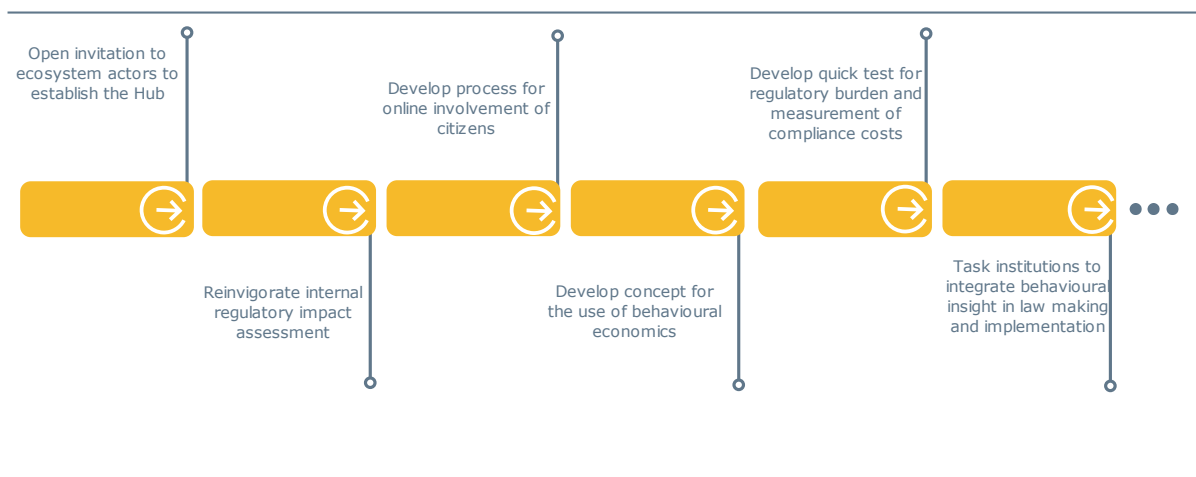 Open invitation to
ecosystem actors to
establish the Hub
Reinvigorate internal
regulatory impact
assessment
Develop process for
online involvement of
citizens
Develop concept for
the use of behavioural
economics
Develop quick test for
regulatory burden and
measurement of
compliance costs
Task institutions to
integrate behavioural
insight in law making
and implementation